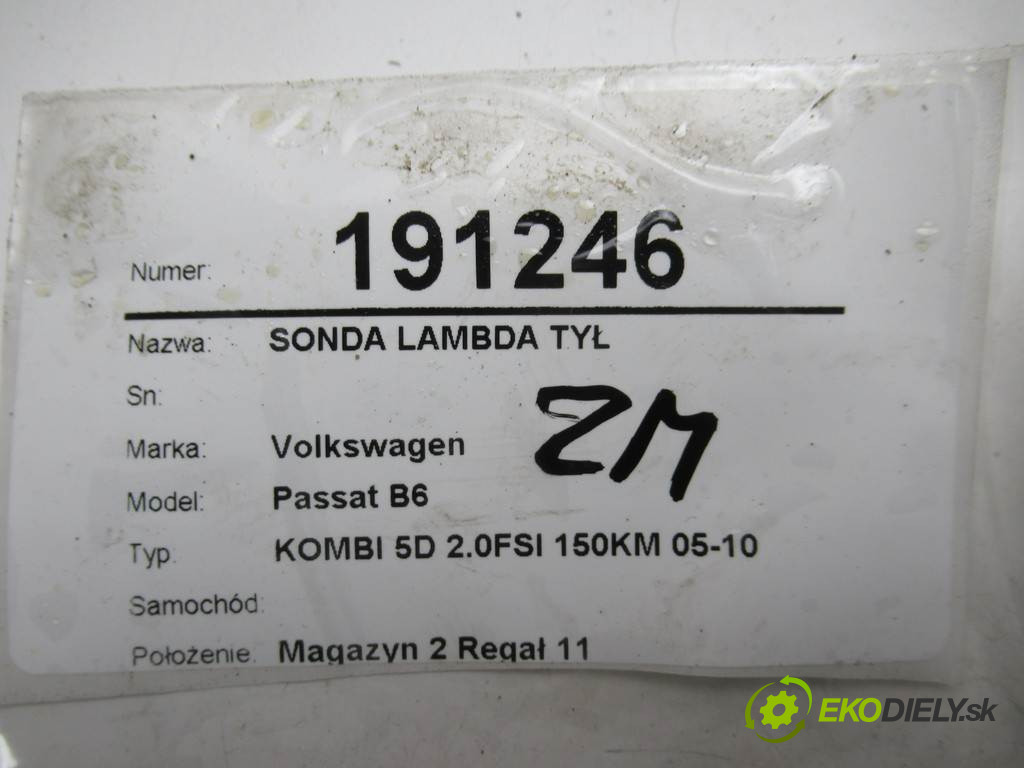 Numer: 191246
Nazwa: SONDA LAMBDA TYŁ
Sn:
ZM
Marka: Volkswagen
Model: Passat B6
Typ: KOMBI 5D 2.0FSI 150KM 05-10
Samochód:
Położenie: Magazyn 2 Regał 11
EKODIELY.sk